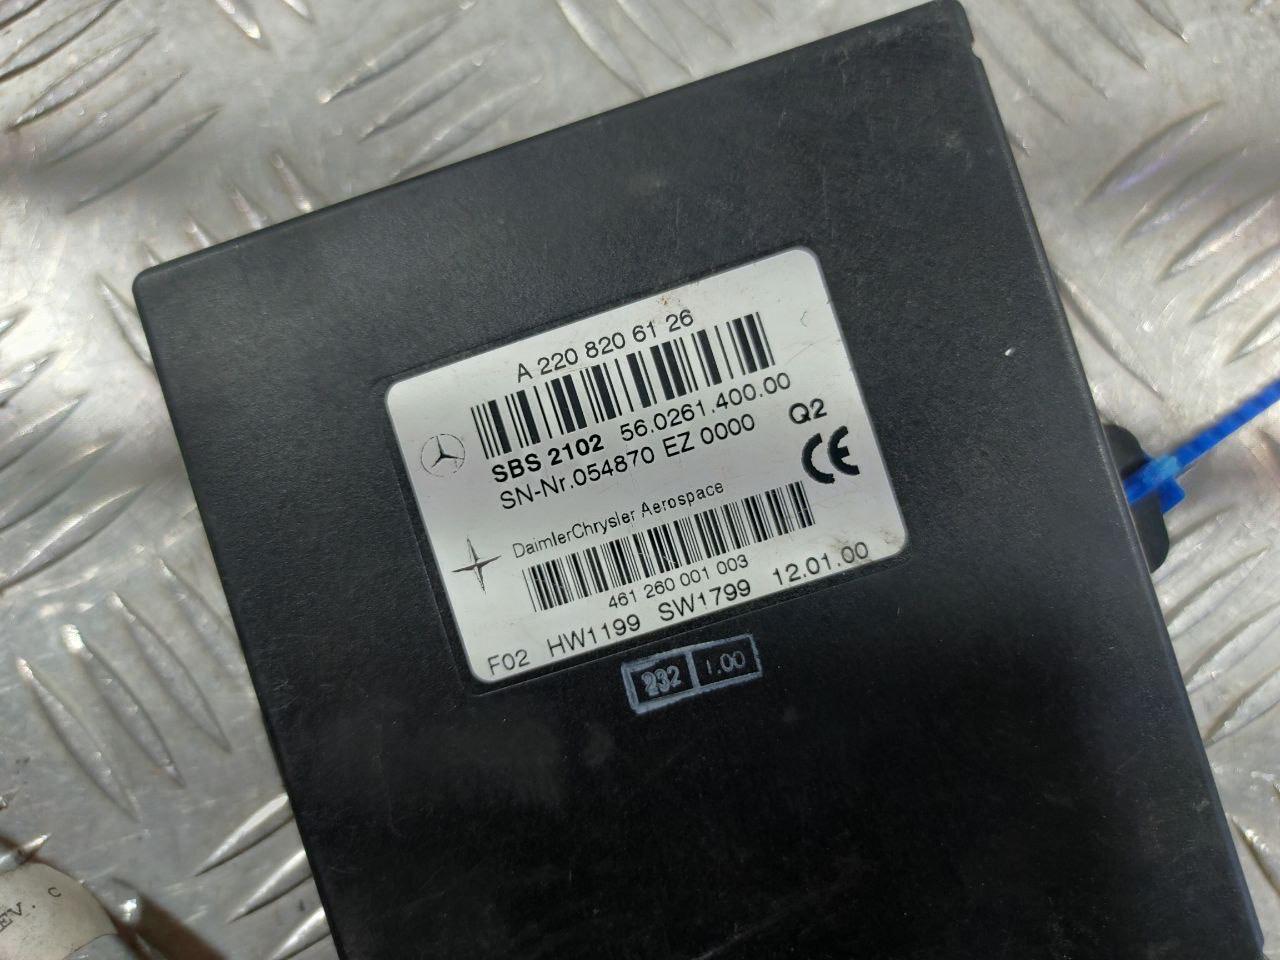 A 220 820 61 26
SBS 2102 56.0261.400.00
SN-Nr.054870 EZ 0000 Q2
CE
DaimlerChrysler Aerospace
461 260 001 003
F02 HW1199 SW1799 12.01.00
232 1.00
EV. C